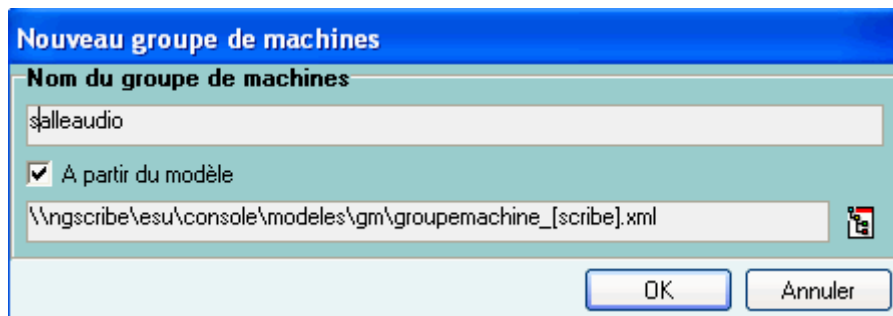 Nouveau groupe de machines
Nom du groupe de machines
salleaudio
A partir du modèle
\\ngscribe\esu\console\modeles\gm\groupemachine_[scribe].xml
OK Annuler